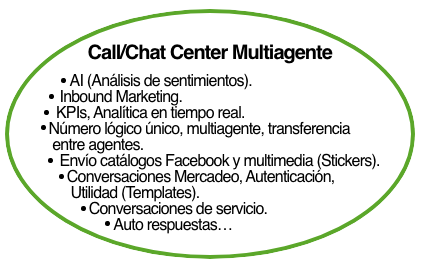 Call/Chat Center Multiagente
• AI (Análisis de sentimientos).
• Inbound Marketing.
• KPIs, Analítica en tiempo real.
• Número lógico único, multiagente, transferencia
entre agentes.
• Envío catálogos Facebook y multimedia (Stickers).
• Conversaciones Mercadeo, Autenticación,
Utilidad (Templates).
• Conversaciones de servicio.
• Auto respuestas…